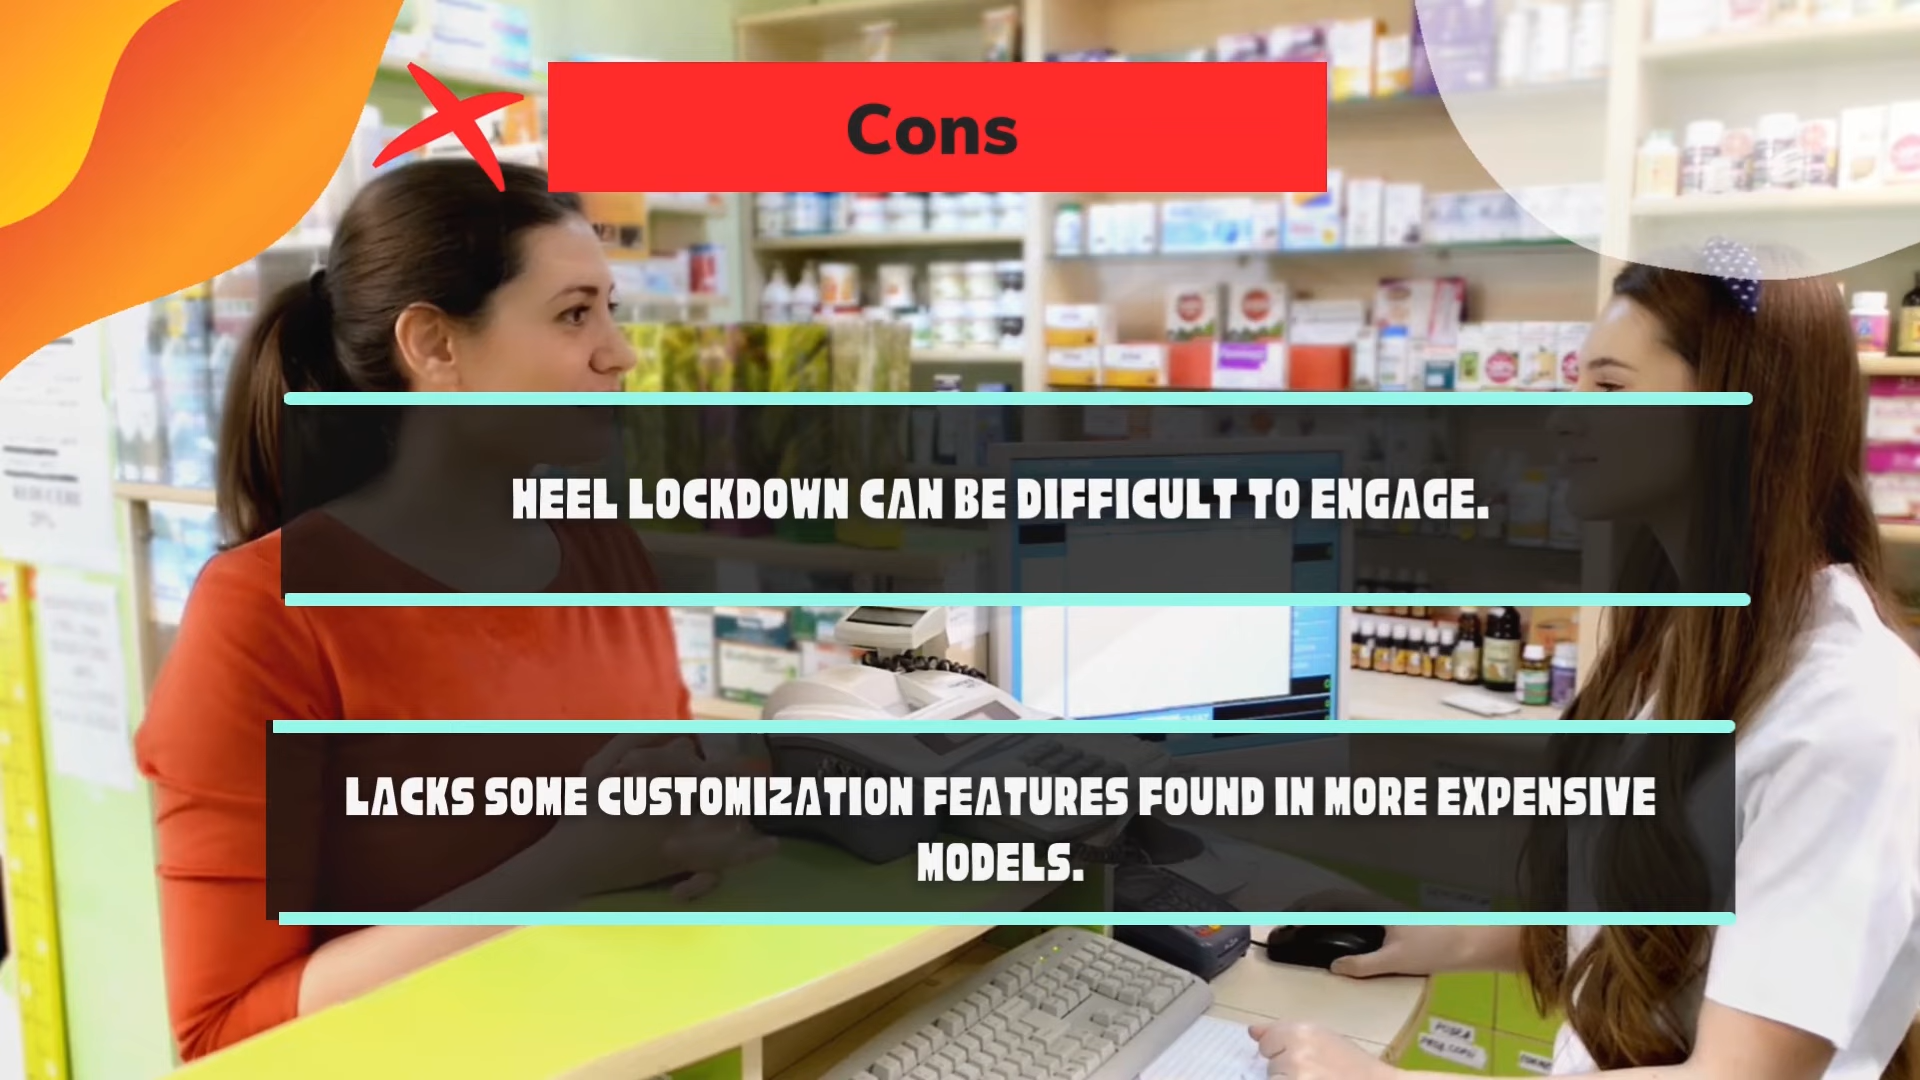 Cons
HEEL LOCKDOWN CAN BE DIFFICULT TO ENGAGE.
LACKS SOME CUSTOMIZATION FEATURES FOUND IN MORE EXPENSIVE
MODELS.